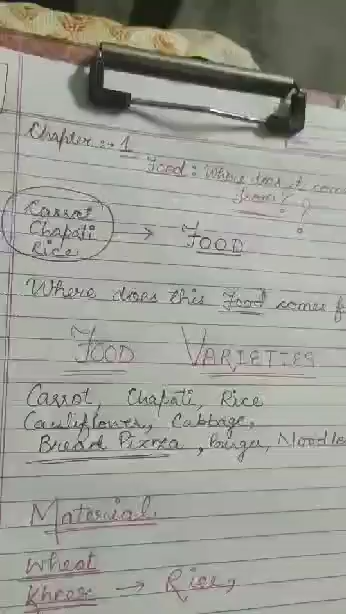 Chapter :- 1
Food : Where does it come
from ?
Carrot
Chapati
Rice
→ FOOD
Where does this Food comes f
FOOD VARIETIES
Carrot, Chapati, Rice
Cauliflower, Cabbage,
Bread Pizza, Burger, Noodle
Material
Wheat
Kheer → Rice,